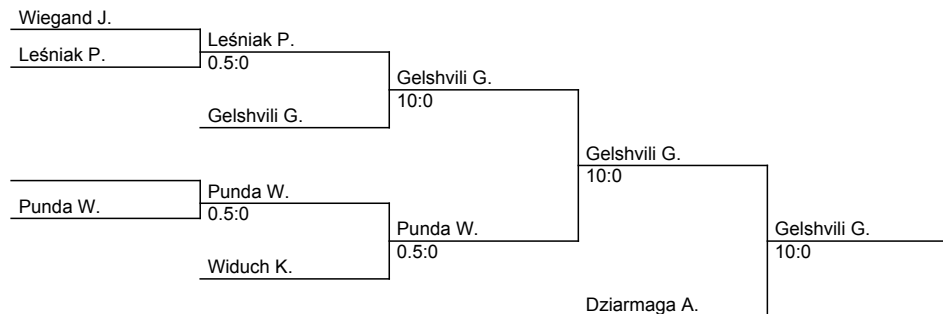 Wiegand J.
Leśniak P.
Leśniak P.
0.5:0
Gelshvili G.
Gelshvili G.
10:0
Gelshvili G.
10:0
Punda W.
Punda W.
0.5:0
Widuch K.
Punda W.
0.5:0
Gelshvili G.
10:0
Dziarmaga A.